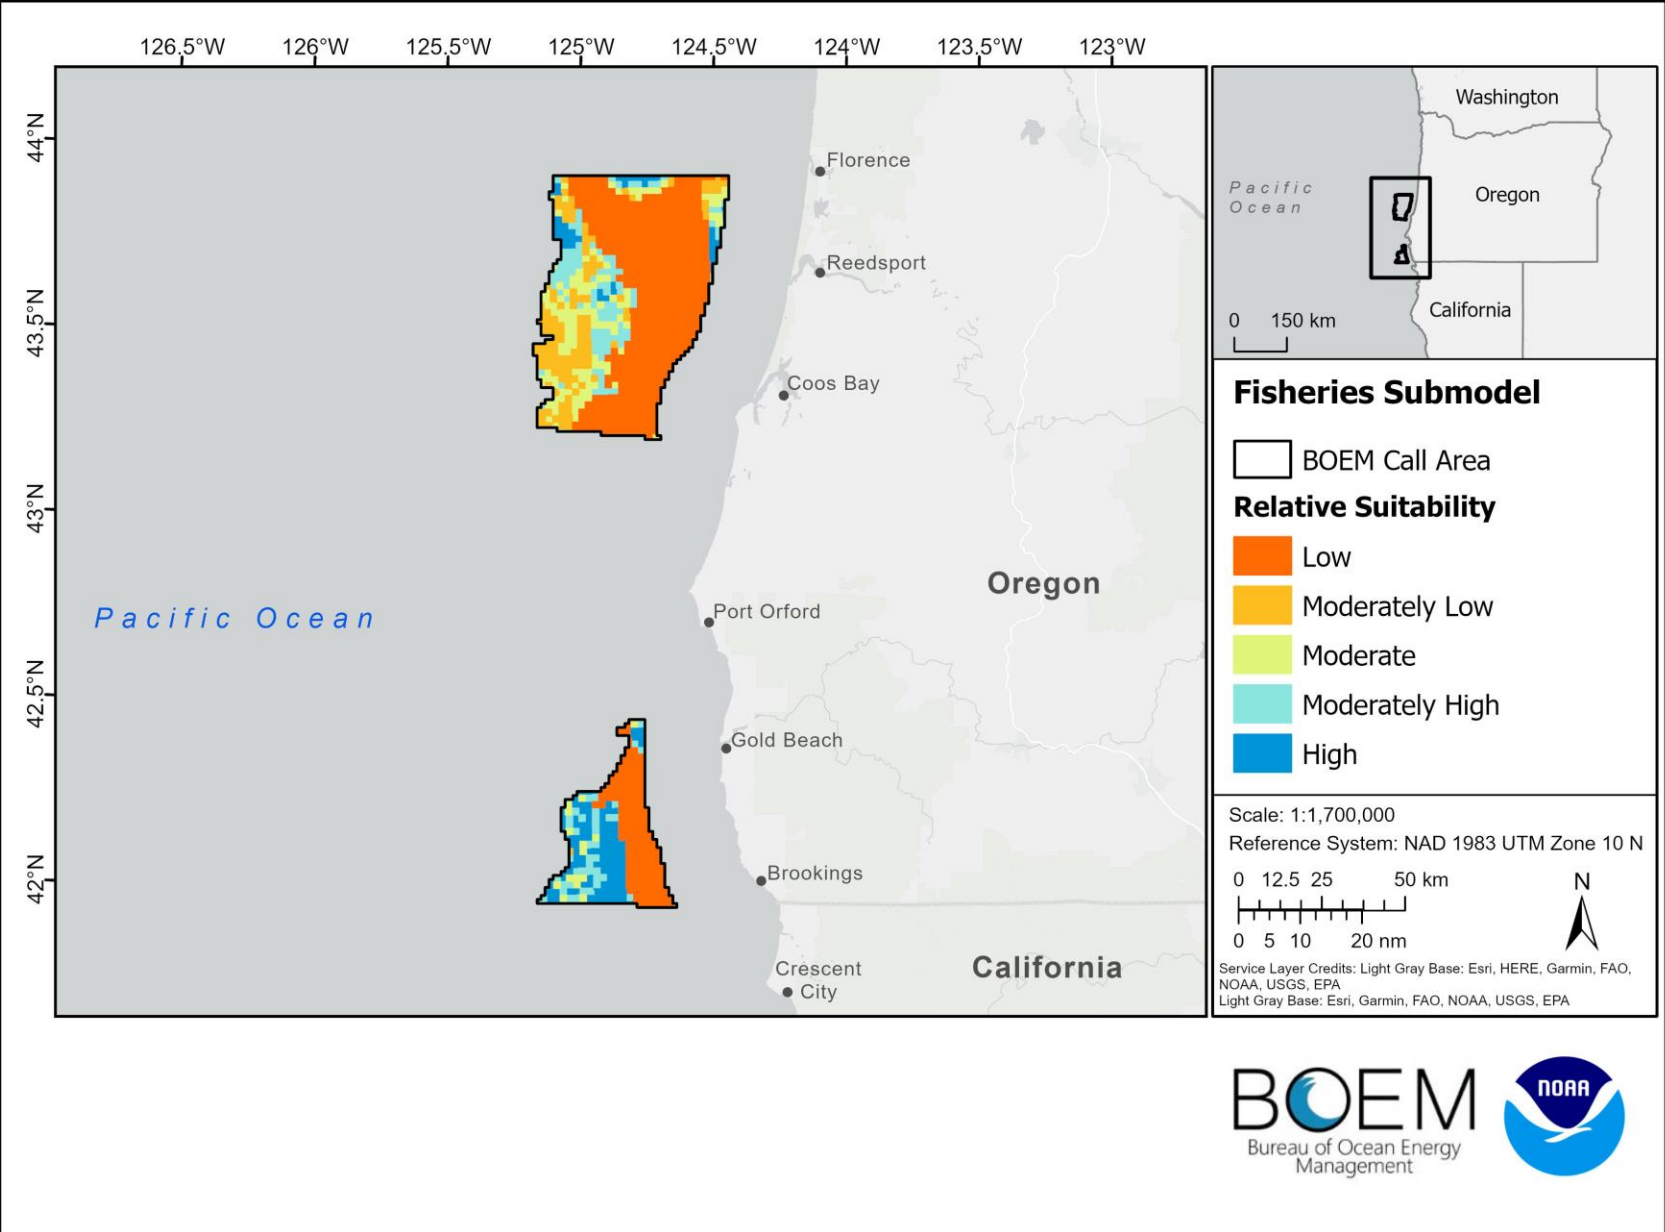 126.5°W 126°W 125.5°W 125°W 124.5°W 124°W 123.5°W 123°W
44°N
43.5°N
43°N
42.5°N
42°N
Florence
Reedsport
Coos Bay
Oregon
Port Orford
Pacific Ocean
Gold Beach
Brookings
California
Crescent
City
Washington
Pacific
Ocean
Oregon
California
0 150 km
Fisheries Submodel
BOEM Call Area
Relative Suitability
Low
Moderately Low
Moderate
Moderately High
High
Scale: 1:1,700,000
Reference System: NAD 1983 UTM Zone 10 N
0 12.5 25 50 km
N
0 5 10 20 nm
Service Layer Credits: Light Gray Base: Esri, HERE, Garmin, FAO,
NOAA, USGS, EPA
Light Gray Base: Esri, Garmin, FAO, NOAA, USGS, EPA
BOEM
Bureau of Ocean Energy
Management
NOAA